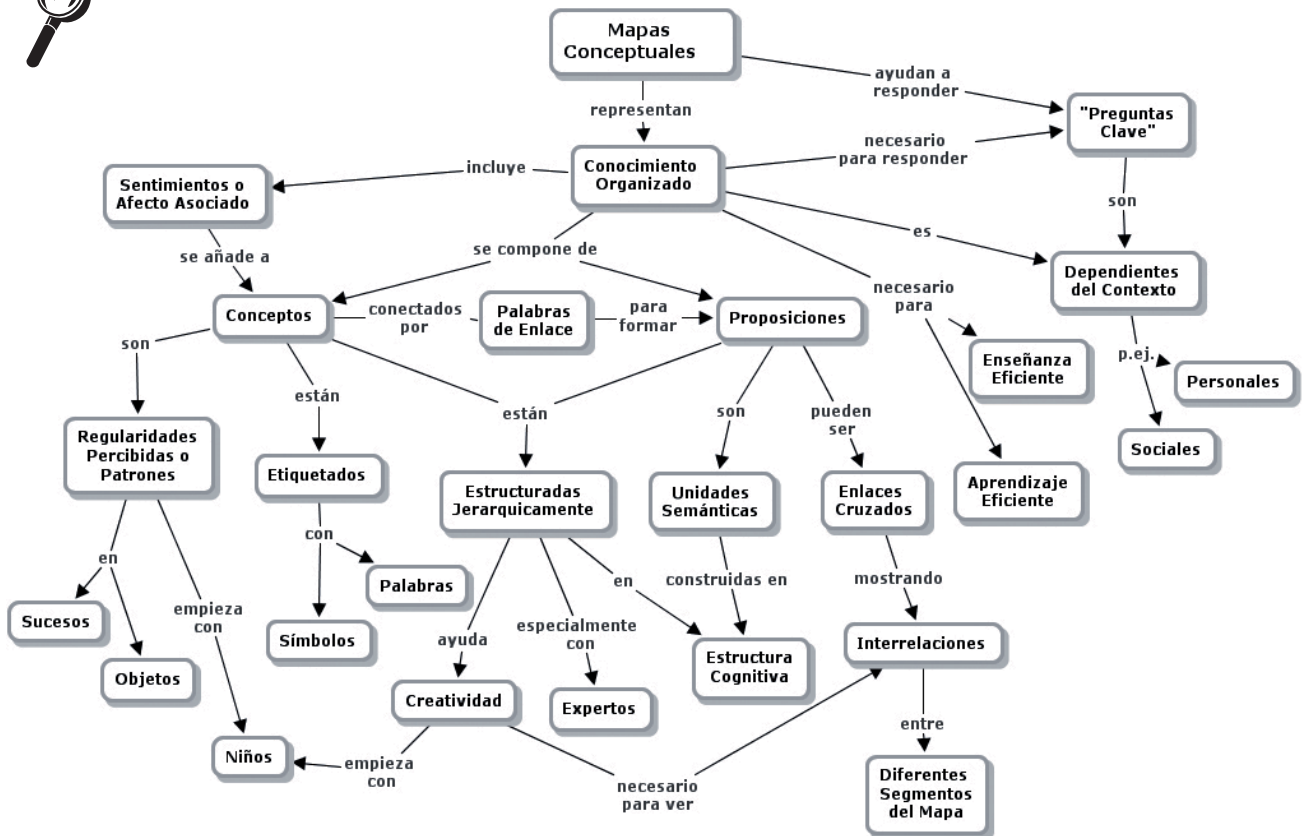 Mapas
Conceptuales
ayudan a
responder
representan
"Preguntas
Clave"
necesario
para responder
Conocimiento
Organizado
incluye
Sentimientos o
Afecto Asociado
son
es
se añade a
se compone de
Dependientes
del Contexto
necesario
para
Conceptos
conectados
por
Palabras
de Enlace
para
formar
Proposiciones
son
Enseñanza
Eficiente
p.ej.
Personales
están
están
son
pueden
ser
Regularidades
Percibidas o
Patrones
Sociales
Etiquetados
Estructuradas
Jerarquicamente
Unidades
Semánticas
Enlaces
Cruzados
Aprendizaje
Eficiente
con
en
Palabras
en
construidas en
mostrando
Sucesos
empieza
con
Símbolos
ayuda
especialmente
con
Estructura
Cognitiva
Interrelaciones
Objetos
Creatividad
Expertos
entre
Niños
empieza
con
necesario
para ver
Diferentes
Segmentos
del Mapa